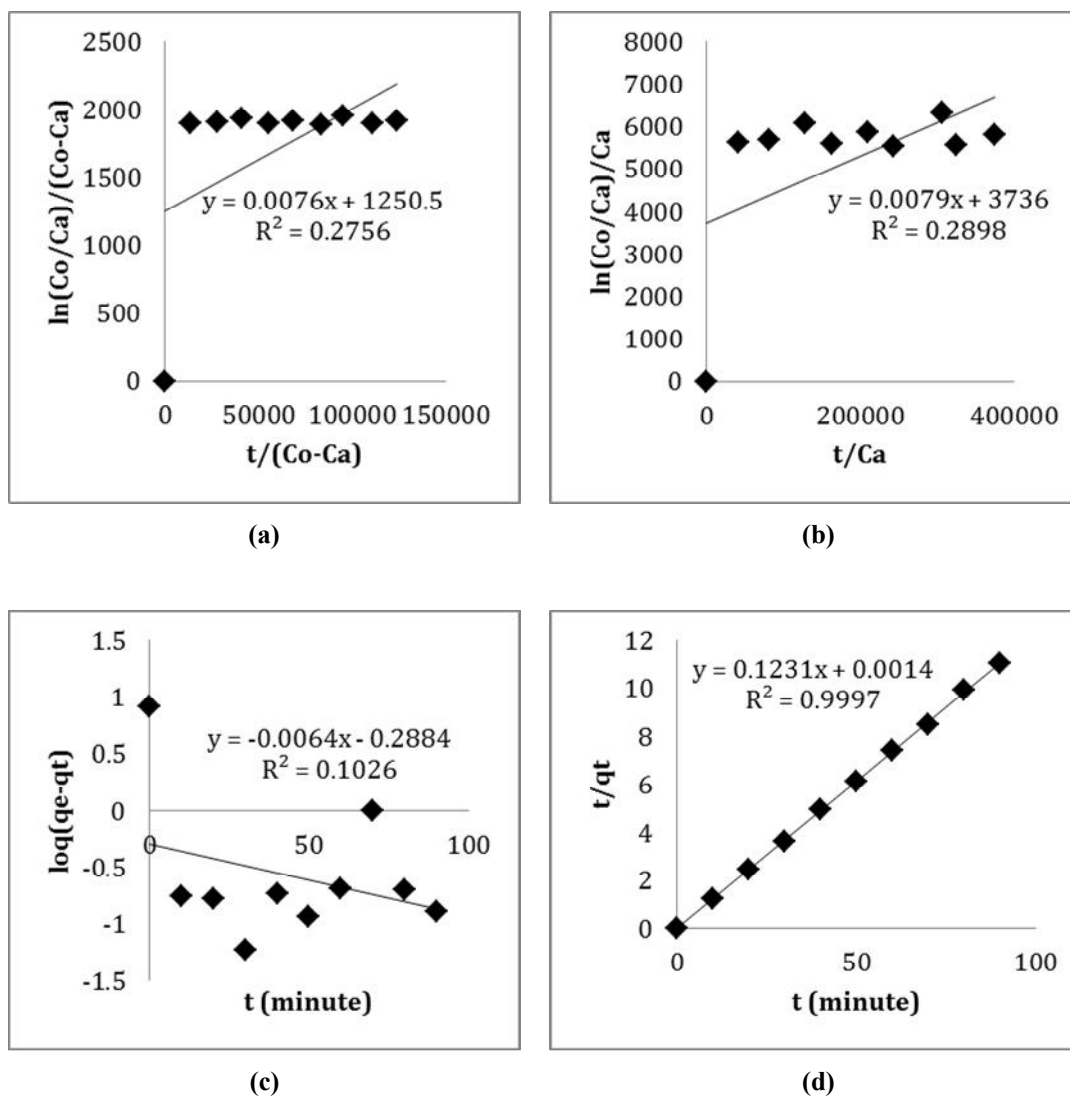 2500
2000
1500
1000
500
0
ln(Co/Ca)/(Co-Ca)
y = 0.0076x + 1250.5
R² = 0.2756
0 50000 100000 150000
t/(Co-Ca)
(a)
8000
7000
6000
5000
4000
3000
2000
1000
0
ln(Co/Ca)/Ca
y = 0.0079x + 3736
R² = 0.2898
0 200000 400000
t/Ca
(b)
1.5
1
0.5
0
-0.5
-1
-1.5
loq(qe-qt)
y = -0.0064x - 0.2884
R² = 0.1026
0 50 100
t (minute)
(c)
12
10
8
6
4
2
0
t/qt
y = 0.1231x + 0.0014
R² = 0.9997
0 50 100
t (minute)
(d)